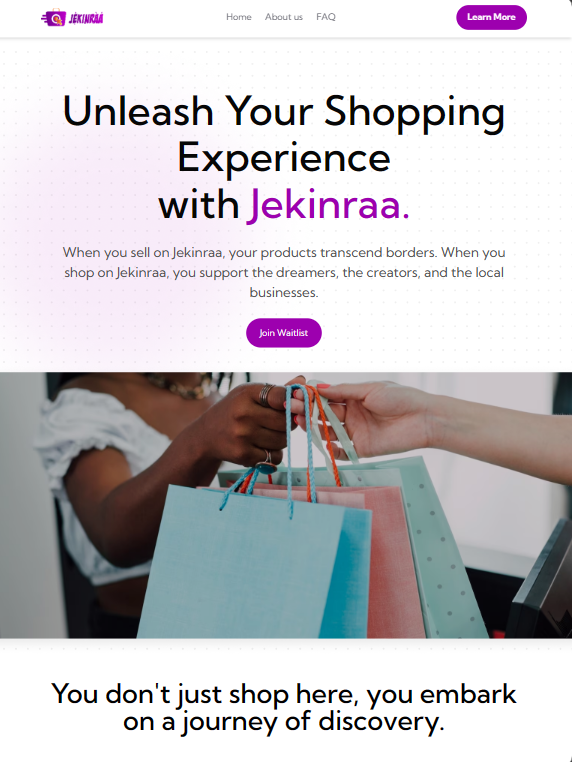 JEKINRAA
Home About us FAQ
Learn More
Unleash Your Shopping
Experience
with Jekinraa.
When you sell on Jekinraa, your products transcend borders. When you
shop on Jekinraa, you support the dreamers, the creators, and the local
businesses.
Join Waitlist
You don't just shop here, you embark
on a journey of discovery.